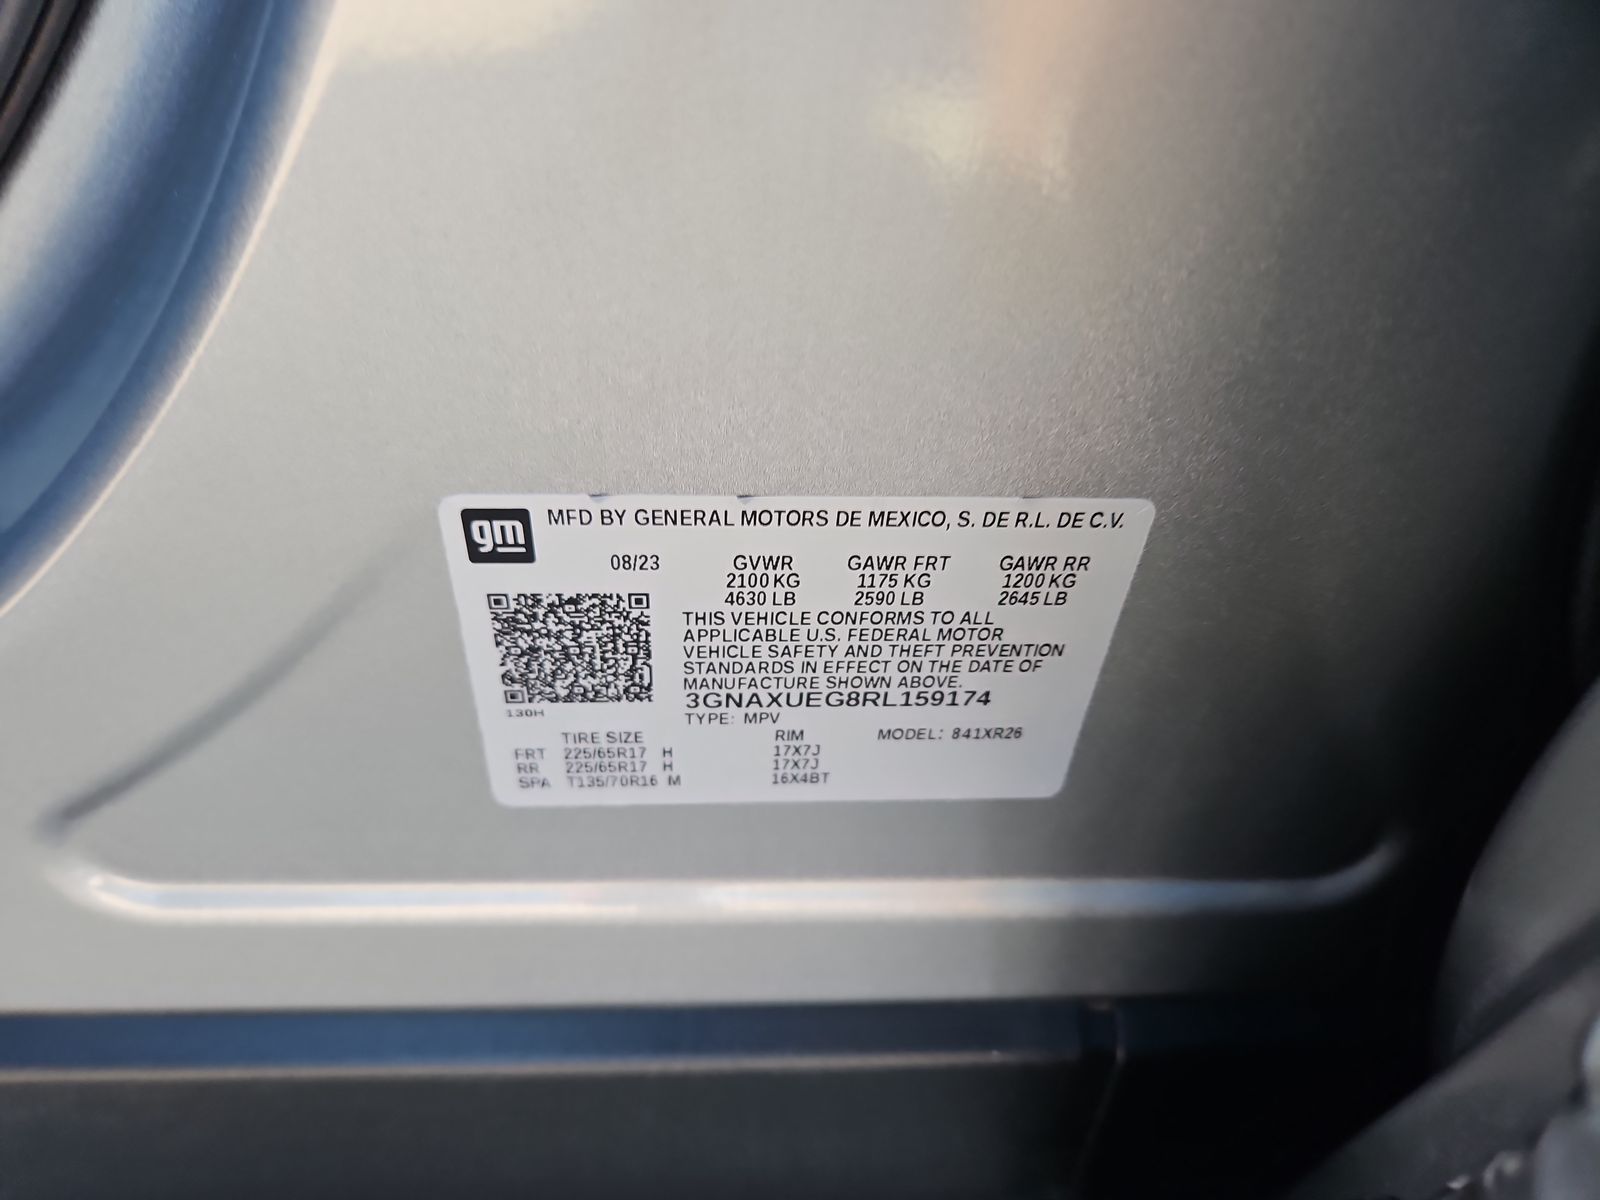 gm
MFD BY GENERAL MOTORS DE MEXICO, S. DE R.L. DE C.V.
08/23 GVWR GAWR FRT GAWR RR
2100 KG 1175 KG 1200 KG
4630 LB 2590 LB 2645 LB
THIS VEHICLE CONFORMS TO ALL
APPLICABLE U.S. FEDERAL MOTOR
VEHICLE SAFETY AND THEFT PREVENTION
STANDARDS IN EFFECT ON THE DATE OF
MANUFACTURE SHOWN ABOVE.
3GNAXUEG8RL159174
130H
TYPE: MPV
TIRE SIZE RIM MODEL: 841XR26
FRT 225/65R17 H 17X7J
RR 225/65R17 H 17X7J
SPA T135/70R16 M 16X4BT